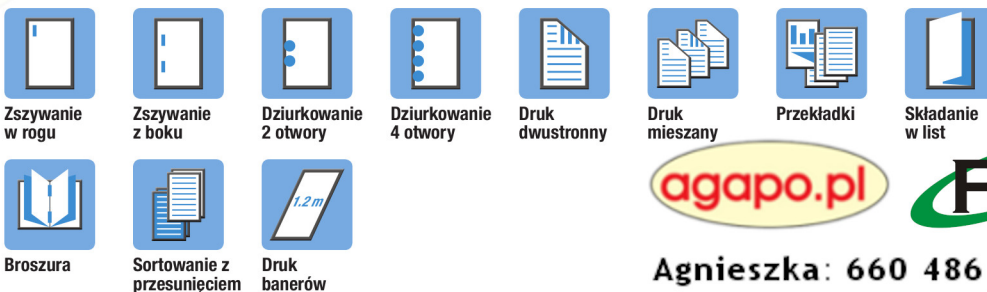 Zszywanie
w rogu
Zszywanie
z boku
Dziurkowanie
2 otwory
Dziurkowanie
4 otwory
Druk
dwustronny
Druk
mieszany
Przekładki
Składanie
w list
agapo.pl
F
1.2 m
Broszura
Sortowanie z
przesunięciem
Druk
banerów
Agnieszka: 660 486